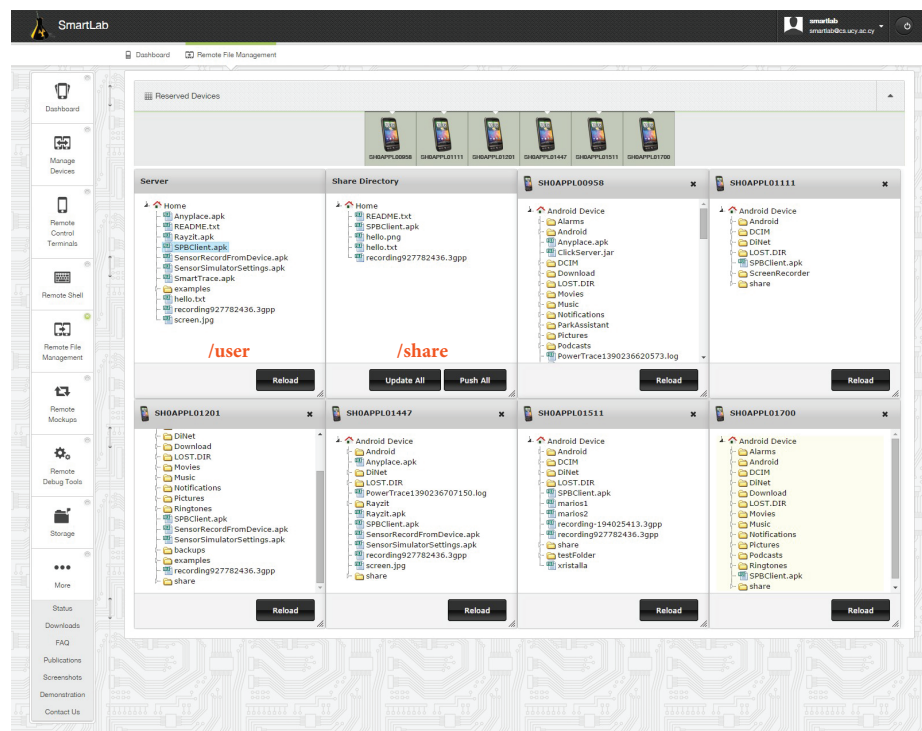 SmartLab
smartlab
smartlab@cs.ucy.ac.cy
Dashboard
Remote File Management
Dashboard
Manage
Devices
Remote
Control
Terminals
Remote Shell
Remote File
Management
Remote
Mockups
Remote
Debug Tools
Storage
More
Status
Downloads
FAQ
Publications
Screenshots
Demonstration
Contact Us
Reserved Devices
SH0APPL00958
SH0APPL01111
SH0APPL01201
SH0APPL01447
SH0APPL01511
SH0APPL01700
Server
Home
Anyplace.apk
README.txt
Rayzit.apk
SPBClient.apk
SensorRecordFromDevice.apk
SensorSimulatorSettings.apk
SmartTrace.apk
examples
hello.txt
recording927782436.3gpp
screen.jpg
/user
Reload
Share Directory
Home
README.txt
SPBClient.apk
hello.png
hello.txt
recording927782436.3gpp
/share
Update All
Push All
SH0APPL00958
Android Device
Alarms
Android
Anyplace.apk
ClickServer.jar
DCIM
Download
LOST.DIR
Movies
Music
Notifications
ParkAssistant
Pictures
Podcasts
PowerTrace1390236620573.log
Reload
SH0APPL01111
Android Device
Android
DCIM
DiNet
LOST.DIR
SPBClient.apk
ScreenRecorder
share
Reload
SH0APPL01201
DiNet
Download
LOST.DIR
Movies
Music
Notifications
Pictures
Ringtones
SPBClient.apk
SensorRecordFromDevice.apk
SensorSimulatorSettings.apk
backups
examples
recording927782436.3gpp
share
Reload
SH0APPL01447
Android Device
Android
Anyplace.apk
DiNet
LOST.DIR
PowerTrace1390236707150.log
Rayzit
Rayzit.apk
SPBClient.apk
SensorRecordFromDevice.apk
SensorSimulatorSettings.apk
recording927782436.3gpp
screen.jpg
share
Reload
SH0APPL01511
Android Device
Android
DCIM
DiNet
LOST.DIR
SPBClient.apk
marios1
marios2
recording-194025413.3gpp
recording927782436.3gpp
share
testFolder
xristalla
Reload
SH0APPL01700
Android Device
Alarms
Android
DCIM
DiNet
Download
LOST.DIR
Movies
Music
Notifications
Pictures
Podcasts
Ringtones
SPBClient.apk
share
Reload